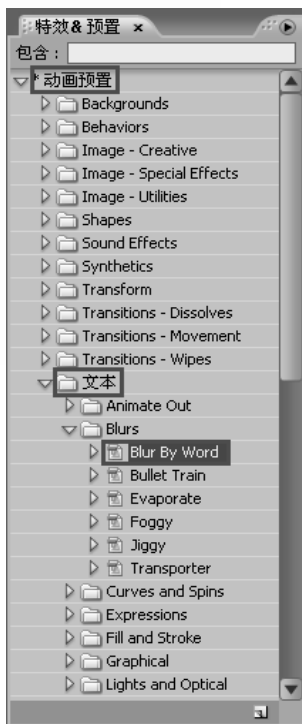 特效& 预置 ×
包含：
* 动画预置
Backgrounds
Behaviors
Image - Creative
Image - Special Effects
Image - Utilities
Shapes
Sound Effects
Synthetics
Transform
Transitions - Dissolves
Transitions - Movement
Transitions - Wipes
文本
Animate Out
Blurs
Blur By Word
Bullet Train
Evaporate
Foggy
Jiggy
Transporter
Curves and Spins
Expressions
Fill and Stroke
Graphical
Lights and Optical